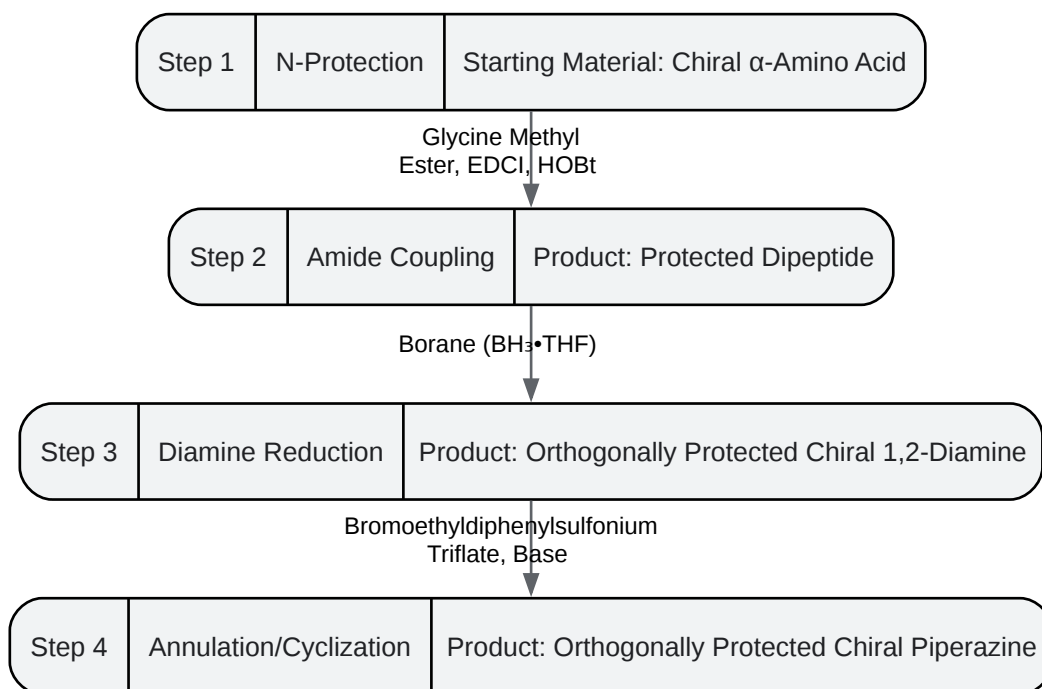 Step 1 N-Protection Starting Material: Chiral α-Amino Acid
Glycine Methyl
Ester, EDCI, HOBt
Step 2 Amide Coupling Product: Protected Dipeptide
Borane (BH₃•THF)
Step 3 Diamine Reduction Product: Orthogonally Protected Chiral 1,2-Diamine
Bromoethyldiphenylsulfonium
Triflate, Base
Step 4 Annulation/Cyclization Product: Orthogonally Protected Chiral Piperazine